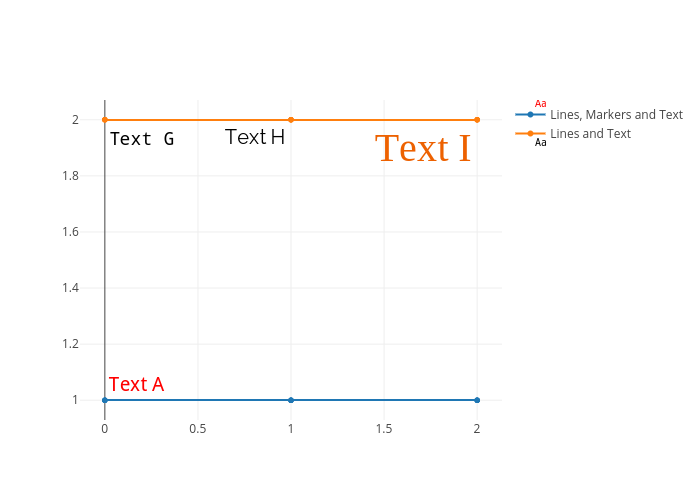 Aa
Lines, Markers and Text
Lines and Text
Aa
2
Text G
Text H
Text I
1.8
1.6
1.4
1.2
Text A
1
0
0.5
1
1.5
2